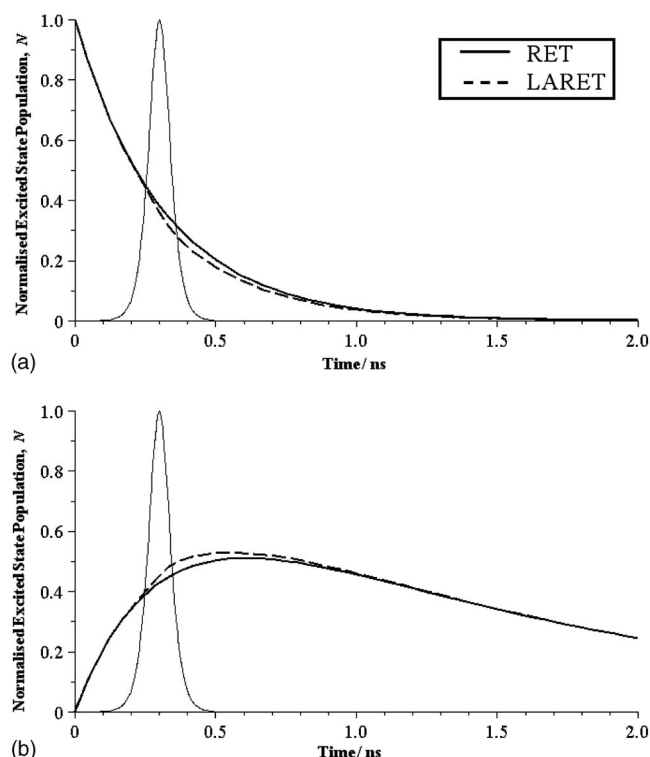 1.0
RET
LARET
0.8
0.6
0.4
0.2
0
Normalised Excited State Population, N
0 0.5 1.0 1.5 2.0
Time/ ns
(a)
1.0
0.8
0.6
0.4
0.2
0
Normalised Excited State Population, N
0 0.5 1.0 1.5 2.0
Time/ ns
(b)